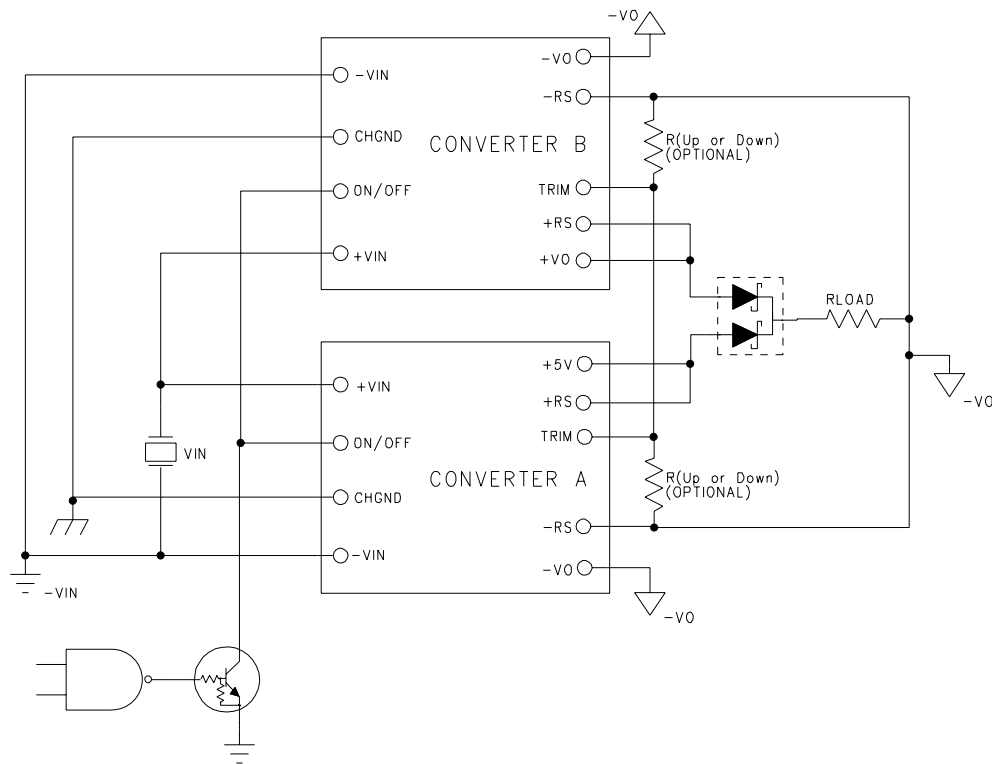 -VO
-VIN
-VO
-RS
CHGND
CONVERTER B
R(Up or Down)
(OPTIONAL)
ON/OFF
TRIM
+RS
+VIN
+VO
RLOAD
+5V
+VIN
+RS
-VO
TRIM
ON/OFF
VIN
CONVERTER A
R(Up or Down)
(OPTIONAL)
CHGND
-RS
-VIN
-VO
-VIN
-VO